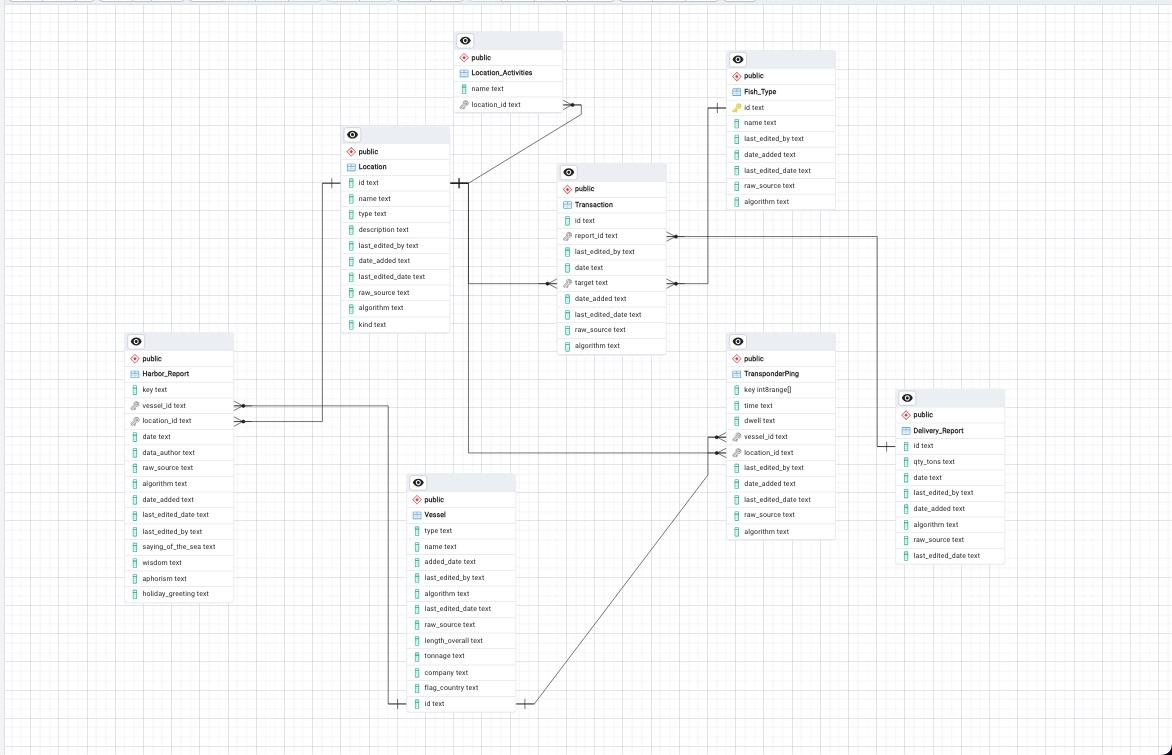 public
Location_Activities
name text
location_id text
public
Fish_Type
id text
name text
last_edited_by text
date_added text
last_edited_date text
raw_source text
algorithm text
public
Location
id text
name text
type text
description text
last_edited_by text
date_added text
last_edited_date text
raw_source text
algorithm text
kind text
public
Transaction
id text
report_id text
last_edited_by text
date text
target text
date_added text
last_edited_date text
raw_source text
algorithm text
public
Harbor_Report
key text
vessel_id text
location_id text
date text
data_author text
raw_source text
algorithm text
date_added text
last_edited_date text
last_edited_by text
saying_of_the_sea text
wisdom text
aphorism text
holiday_greeting text
public
TransponderPing
key int8range[]
time text
dwell text
vessel_id text
location_id text
last_edited_by text
date_added text
last_edited_date text
raw_source text
algorithm text
public
Delivery_Report
id text
qty_tons text
date text
last_edited_by text
date_added text
algorithm text
raw_source text
last_edited_date text
public
Vessel
type text
name text
added_date text
last_edited_by text
algorithm text
last_edited_date text
raw_source text
length_overall text
tonnage text
company text
flag_country text
id text